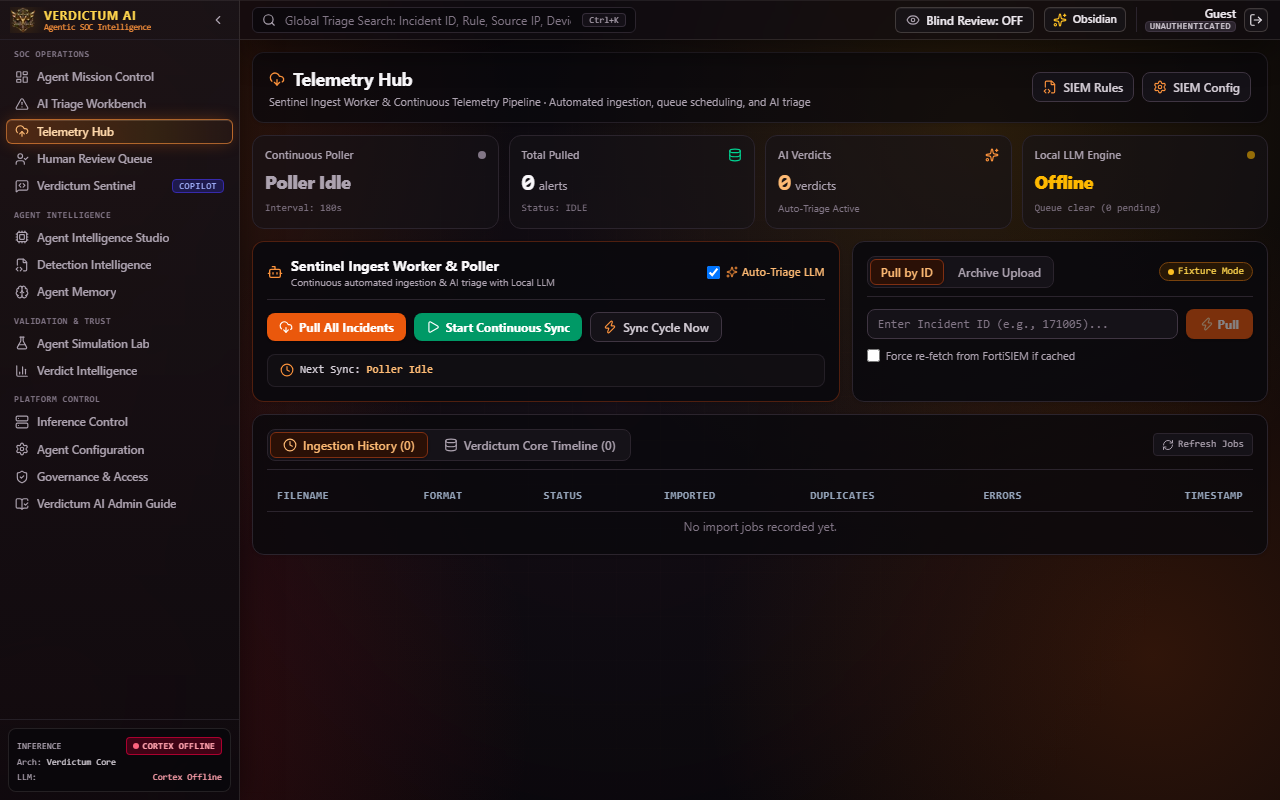 VERDICTUM AI
Agentic SOC Intelligence
Global Triage Search: Incident ID, Rule, Source IP, Devi
Ctrl+K
Blind Review: OFF
Obsidian
Guest
UNAUTHENTICATED
SOC OPERATIONS
Agent Mission Control
AI Triage Workbench
Telemetry Hub
Human Review Queue
Verdictum Sentinel
COPILOT
AGENT INTELLIGENCE
Agent Intelligence Studio
Detection Intelligence
Agent Memory
VALIDATION & TRUST
Agent Simulation Lab
Verdict Intelligence
PLATFORM CONTROL
Inference Control
Agent Configuration
Governance & Access
Verdictum AI Admin Guide
INFERENCE
CORTEX OFFLINE
Arch: Verdictum Core
LLM: Cortex Offline
Telemetry Hub
Sentinel Ingest Worker & Continuous Telemetry Pipeline · Automated ingestion, queue scheduling, and AI triage
SIEM Rules
SIEM Config
Continuous Poller
Poller Idle
Interval: 180s
Total Pulled
0 alerts
Status: IDLE
AI Verdicts
0 verdicts
Auto-Triage Active
Local LLM Engine
Offline
Queue clear (0 pending)
Sentinel Ingest Worker & Poller
Continuous automated ingestion & AI triage with Local LLM
Auto-Triage LLM
Pull All Incidents
Start Continuous Sync
Sync Cycle Now
Next Sync: Poller Idle
Pull by ID
Archive Upload
Fixture Mode
Enter Incident ID (e.g., 171005)...
Pull
Force re-fetch from FortiSIEM if cached
Ingestion History (0)
Verdictum Core Timeline (0)
Refresh Jobs
FILENAME FORMAT STATUS IMPORTED DUPLICATES ERRORS TIMESTAMP
No import jobs recorded yet.